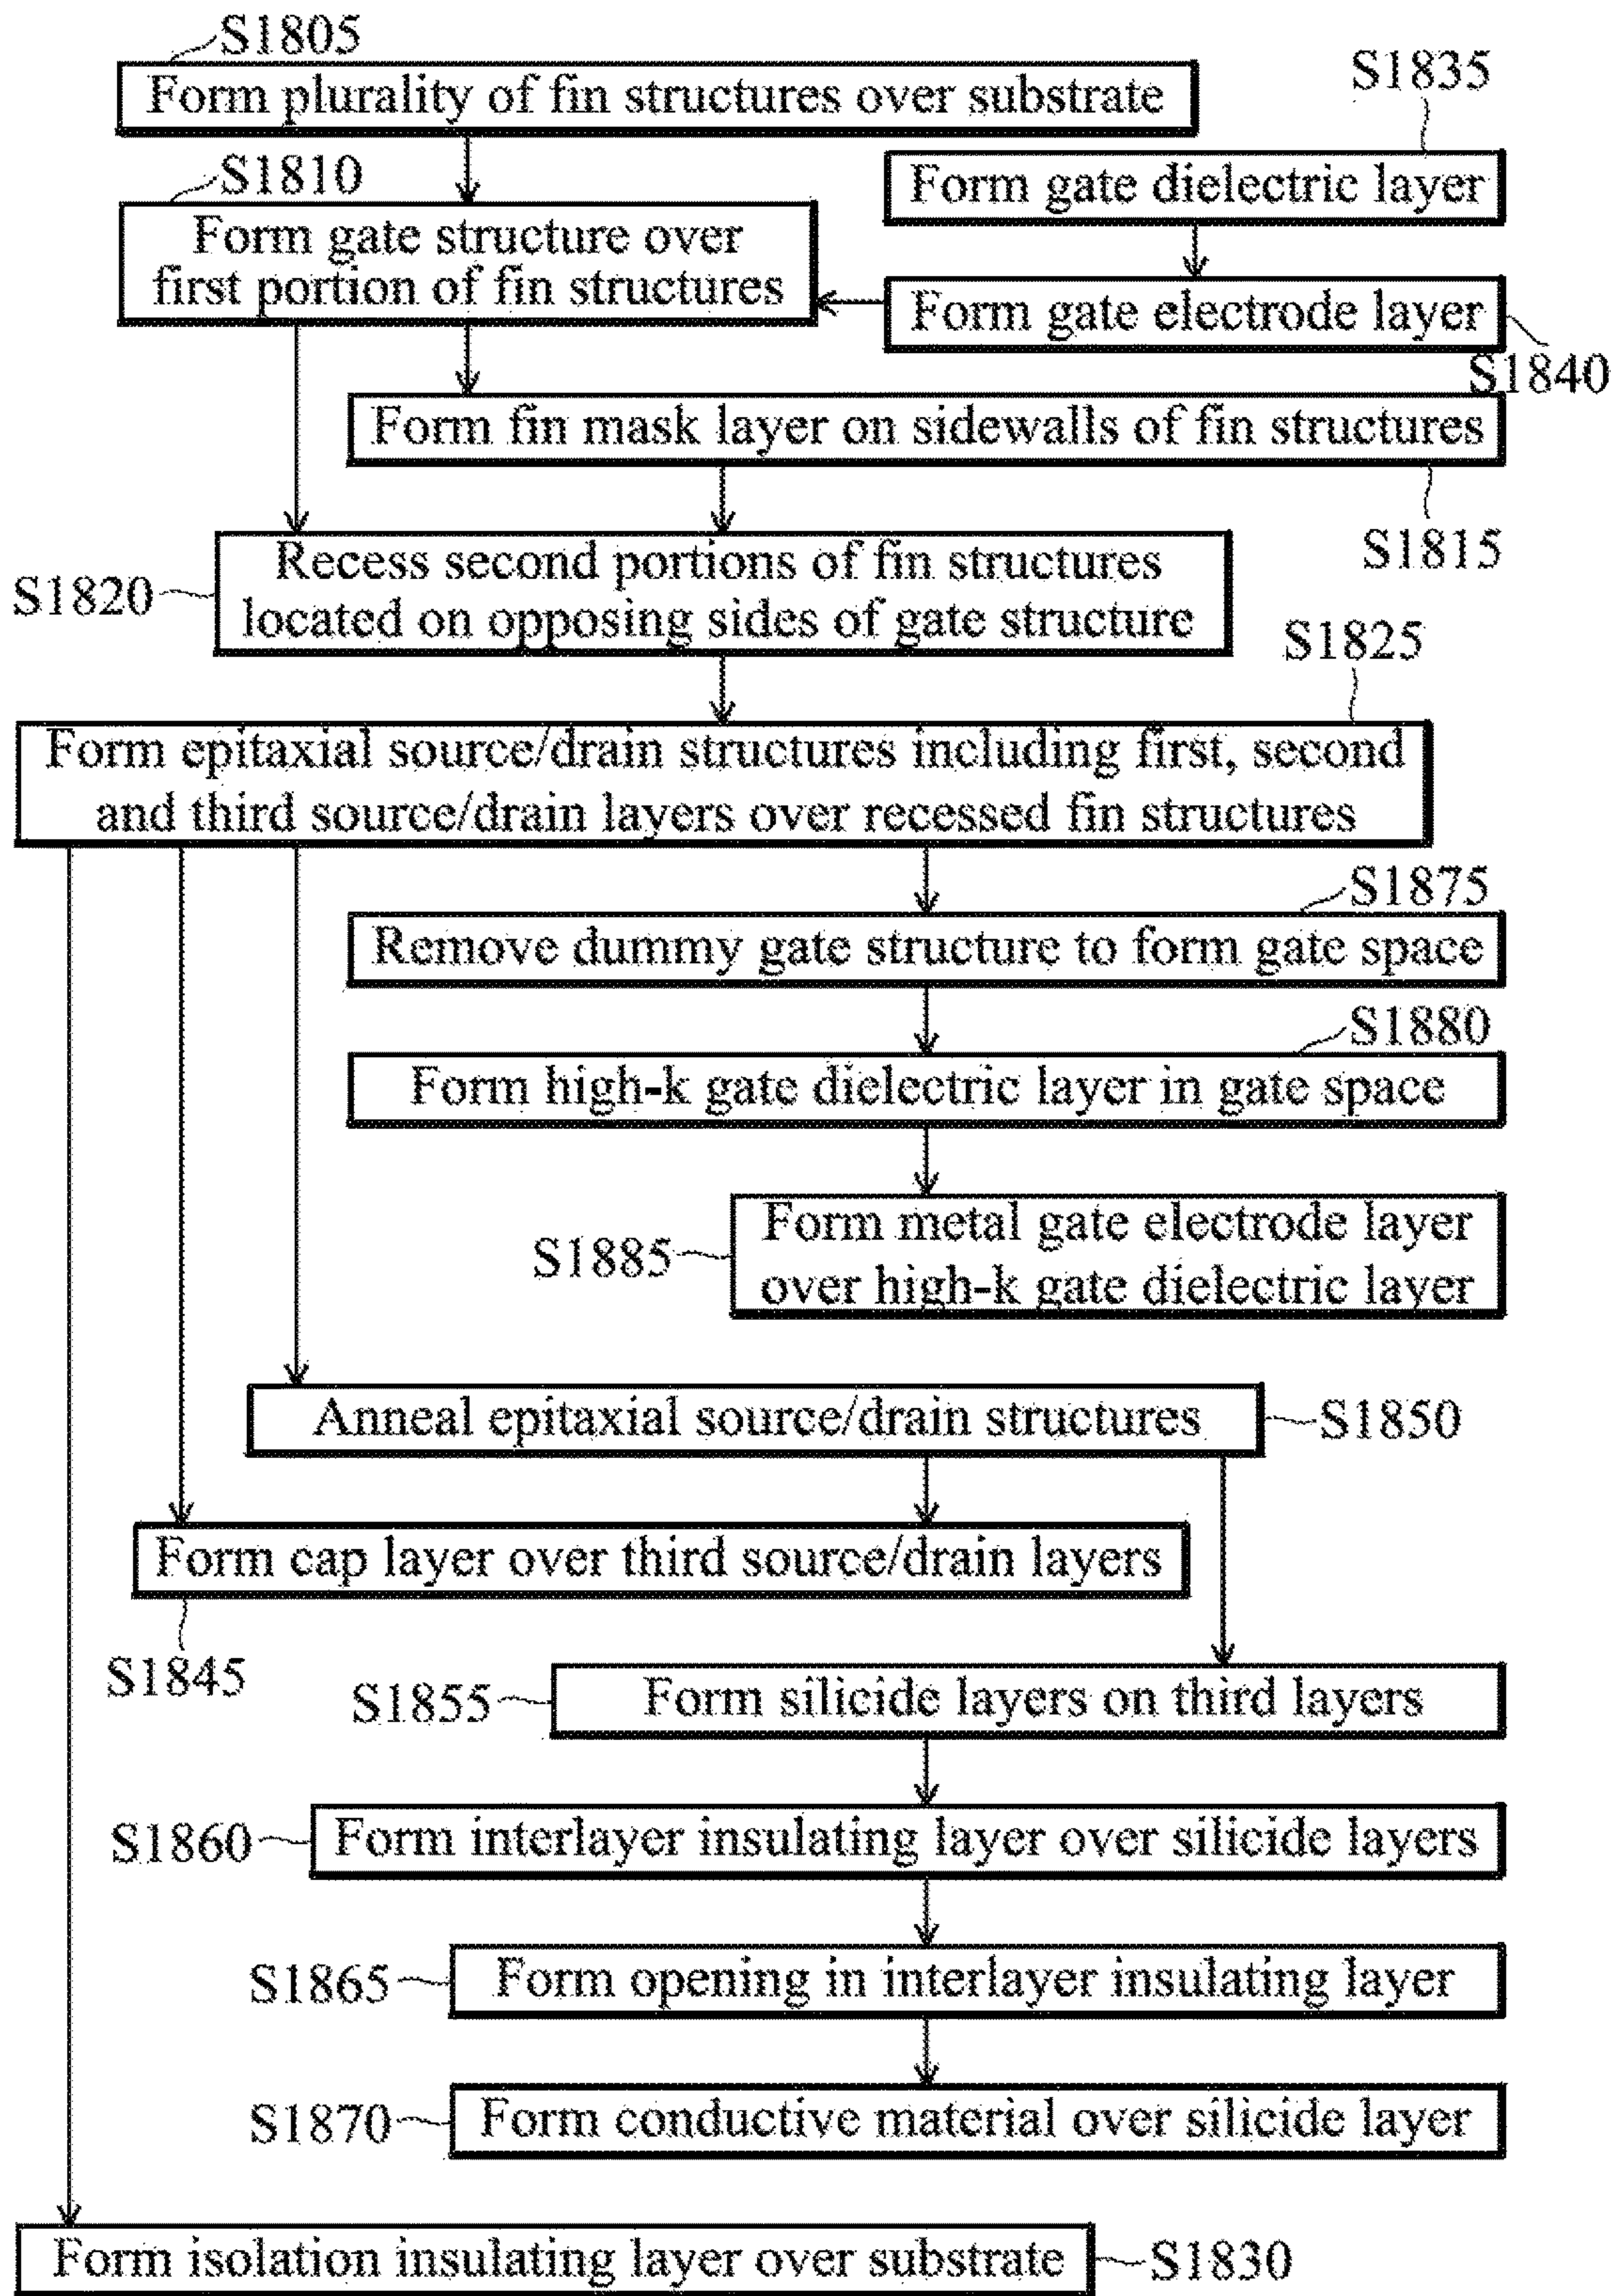 S1805
Form plurality of fin structures over substrate
S1835
Form gate dielectric layer
S1810
Form gate structure over
first portion of fin structures
Form gate electrode layer
S1840
Form fin mask layer on sidewalls of fin structures
S1815
Recess second portions of fin structures
located on opposing sides of gate structure
S1820
S1825
Form epitaxial source/drain structures including first, second
and third source/drain layers over recessed fin structures
S1875
Remove dummy gate structure to form gate space
S1880
Form high-k gate dielectric layer in gate space
Form metal gate electrode layer
over high-k gate dielectric layer
S1885
Anneal epitaxial source/drain structures
S1850
Form cap layer over third source/drain layers
S1845
S1855
Form silicide layers on third layers
S1860
Form interlayer insulating layer over silicide layers
S1865
Form opening in interlayer insulating layer
S1870
Form conductive material over silicide layer
Form isolation insulating layer over substrate
S1830